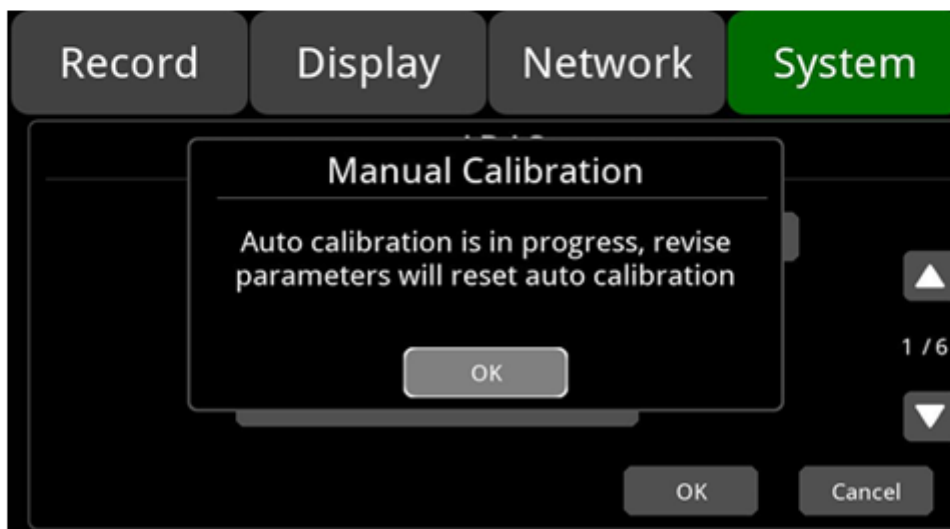 Record
Display
Network
System
Manual Calibration
Auto calibration is in progress, revise
parameters will reset auto calibration
OK
1 / 6
OK
Cancel